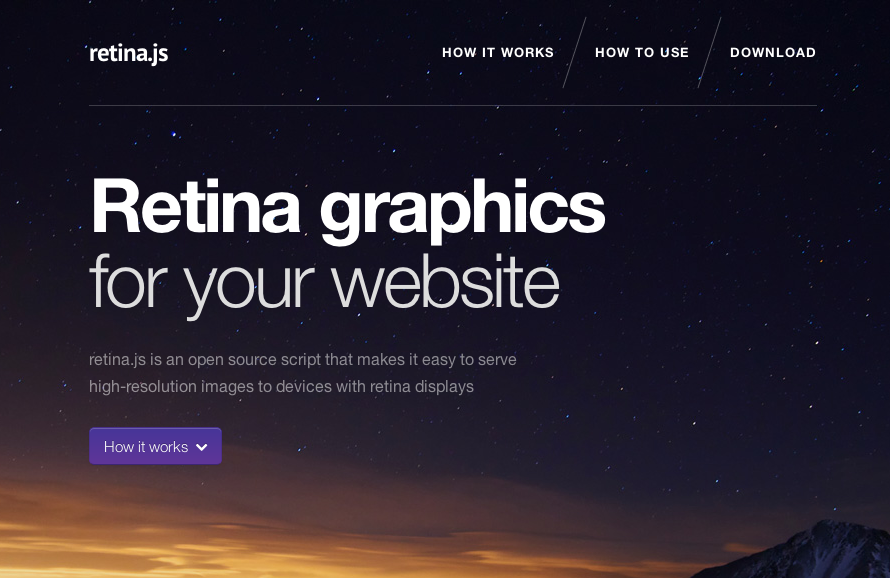 retina.js
HOW IT WORKS
HOW TO USE
DOWNLOAD
Retina graphics
for your website
retina.js is an open source script that makes it easy to serve
high-resolution images to devices with retina displays
How it works